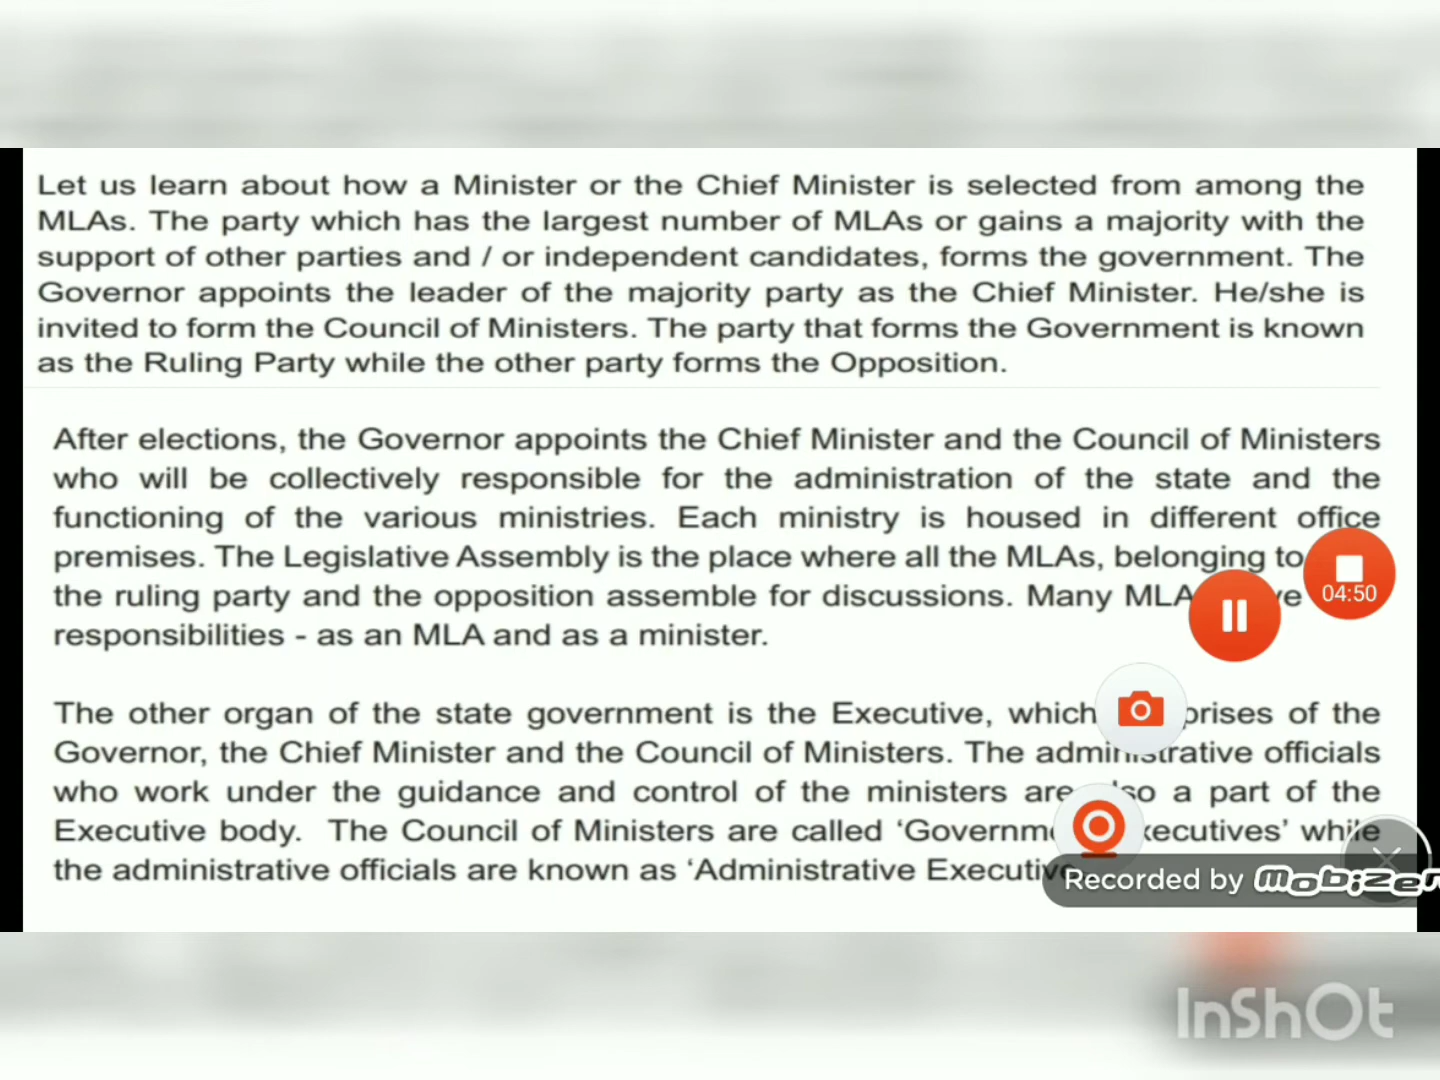 Let us learn about how a Minister or the Chief Minister is selected from among the
MLAs. The party which has the largest number of MLAs or gains a majority with the
support of other parties and / or independent candidates, forms the government. The
Governor appoints the leader of the majority party as the Chief Minister. He/she is
invited to form the Council of Ministers. The party that forms the Government is known
as the Ruling Party while the other party forms the Opposition.
After elections, the Governor appoints the Chief Minister and the Council of Ministers
who will be collectively responsible for the administration of the state and the
functioning of the various ministries. Each ministry is housed in different office
premises. The Legislative Assembly is the place where all the MLAs, belonging to
04:50
the ruling party and the opposition assemble for discussions. Many
responsibilities - as an MLA and as a minister.
The other organ of the state government is the Executive, which of the
Governor, the Chief Minister and the Council of Ministers. The administrative officials
who work under the guidance and control of the ministers are a part of the
Executive body. The Council of Ministers are called ‘ while
the administrative officials are known as ‘Administrative
Recorded by mobizen
InShOt